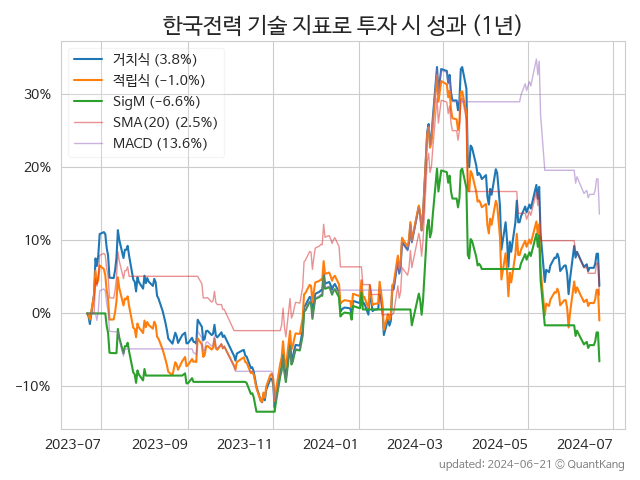 한국전력 기술 지표로 투자 시 성과 (1년)
거치식 (3.8%)
적립식 (−1.0%)
SigM (−6.6%)
SMA(20) (2.5%)
MACD (13.6%)
30%
20%
10%
0%
−10%
2023-07 2023-09 2023-11 2024-01 2024-03 2024-05 2024-07
updated: 2024-06-21 © QuantKang